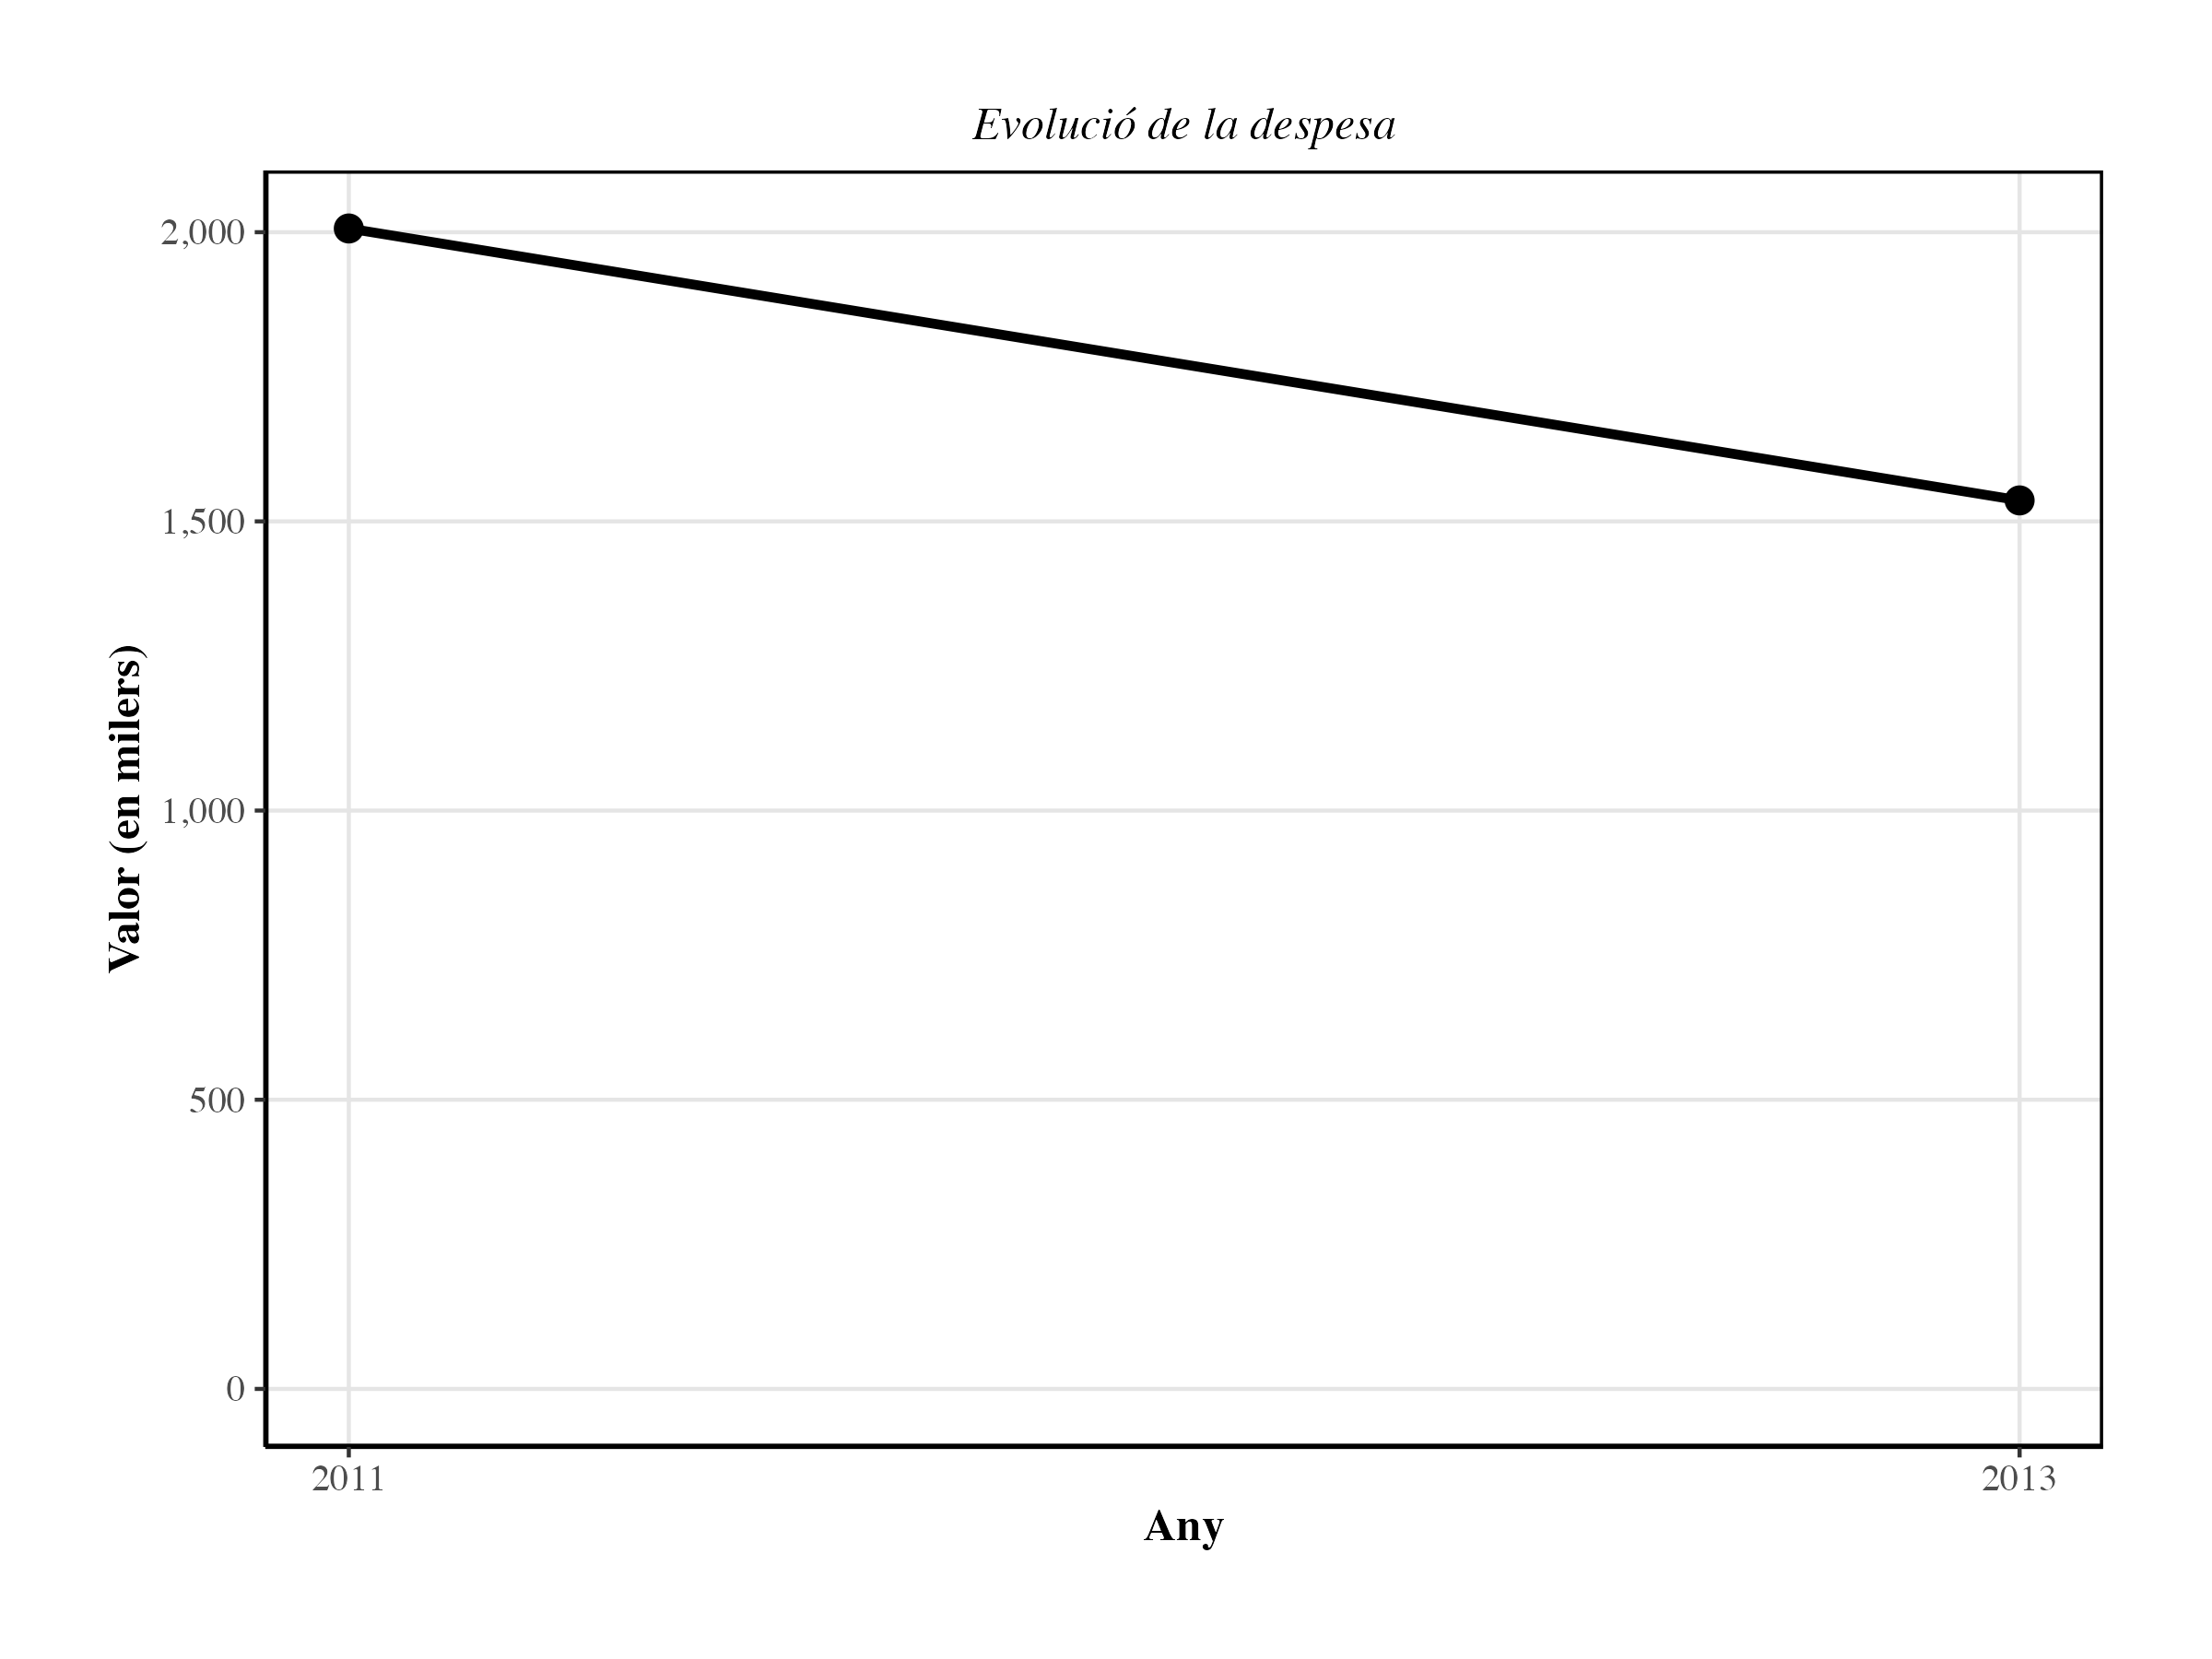 Evolució de la despesa
Valor (en milers)
2,000
1,500
1,000
500
0
2011
2013
Any